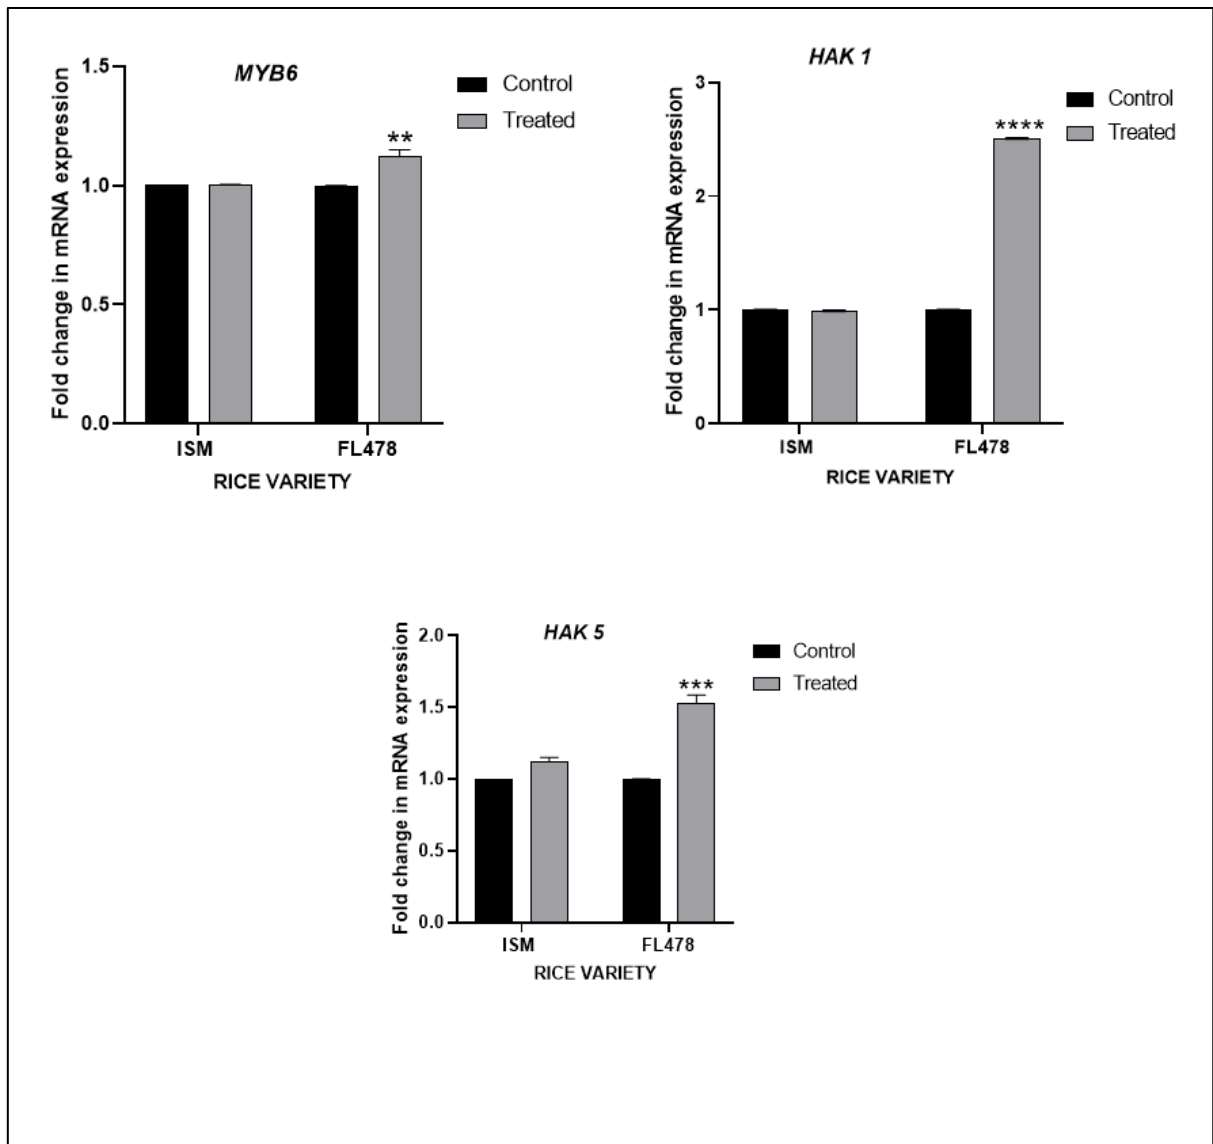 MYB6
Control
Treated
Fold change in mRNA expression
1.5
1.0
0.5
0.0
**
ISM
FL478
RICE VARIETY
HAK 1
Control
Treated
Fold change in mRNA expression
3
2
1
0
****
ISM
FL478
RICE VARIETY
HAK 5
Control
Treated
Fold change in mRNA expression
2.0
1.5
1.0
0.5
0.0
***
ISM
FL478
RICE VARIETY